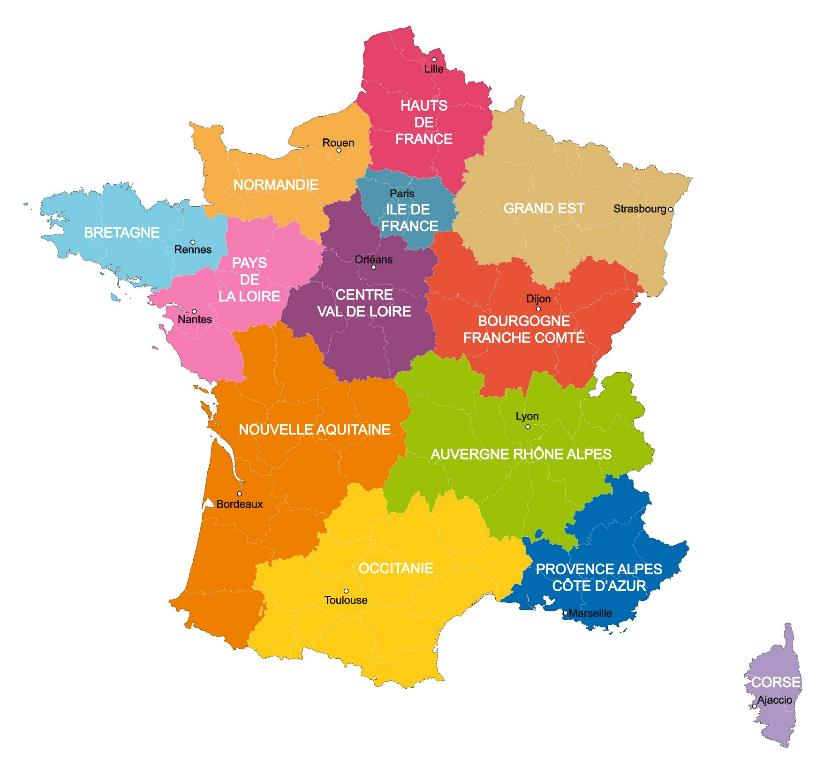 Lille
HAUTS
DE
FRANCE
Rouen
NORMANDIE
Paris
ILE DE
FRANCE
GRAND EST
Strasbourg
BRETAGNE
Rennes
PAYS
DE
LA LOIRE
Nantes
Orléans
CENTRE
VAL DE LOIRE
Dijon
BOURGOGNE
FRANCHE COMTÉ
NOUVELLE AQUITAINE
Bordeaux
Lyon
AUVERGNE RHÔNE ALPES
OCCITANIE
Toulouse
PROVENCE ALPES
CÔTE D'AZUR
Marseille
CORSE
Ajaccio